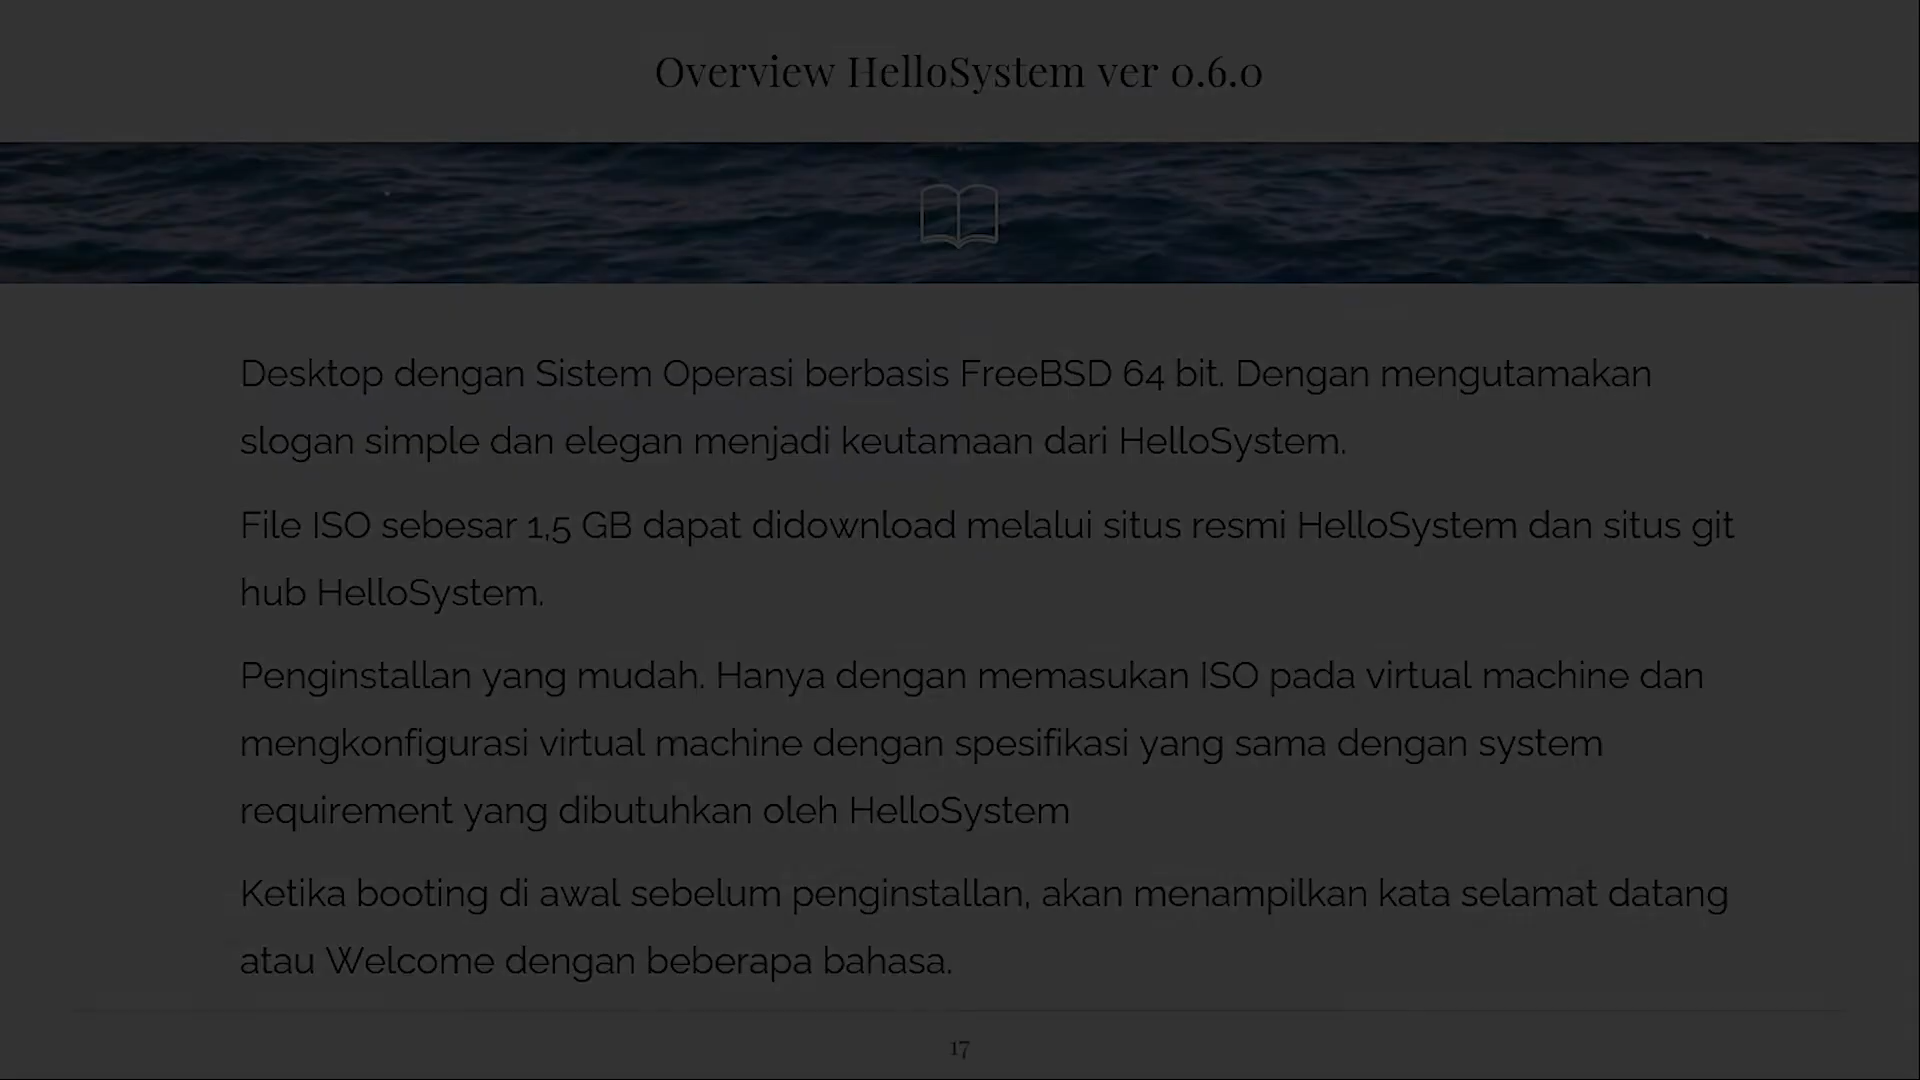 Overview HelloSystem ver 0.6.0
Desktop dengan Sistem Operasi berbasis FreeBSD 64 bit. Dengan mengutamakan
slogan simple dan elegan menjadi keutamaan dari HelloSystem.
File ISO sebesar 1,5 GB dapat didownload melalui situs resmi HelloSystem dan situs git
hub HelloSystem.
Penginstallan yang mudah. Hanya dengan memasukan ISO pada virtual machine dan
mengkonfigurasi virtual machine dengan spesifikasi yang sama dengan system
requirement yang dibutuhkan oleh HelloSystem
Ketika booting di awal sebelum penginstallan, akan menampilkan kata selamat datang
atau Welcome dengan beberapa bahasa.
17